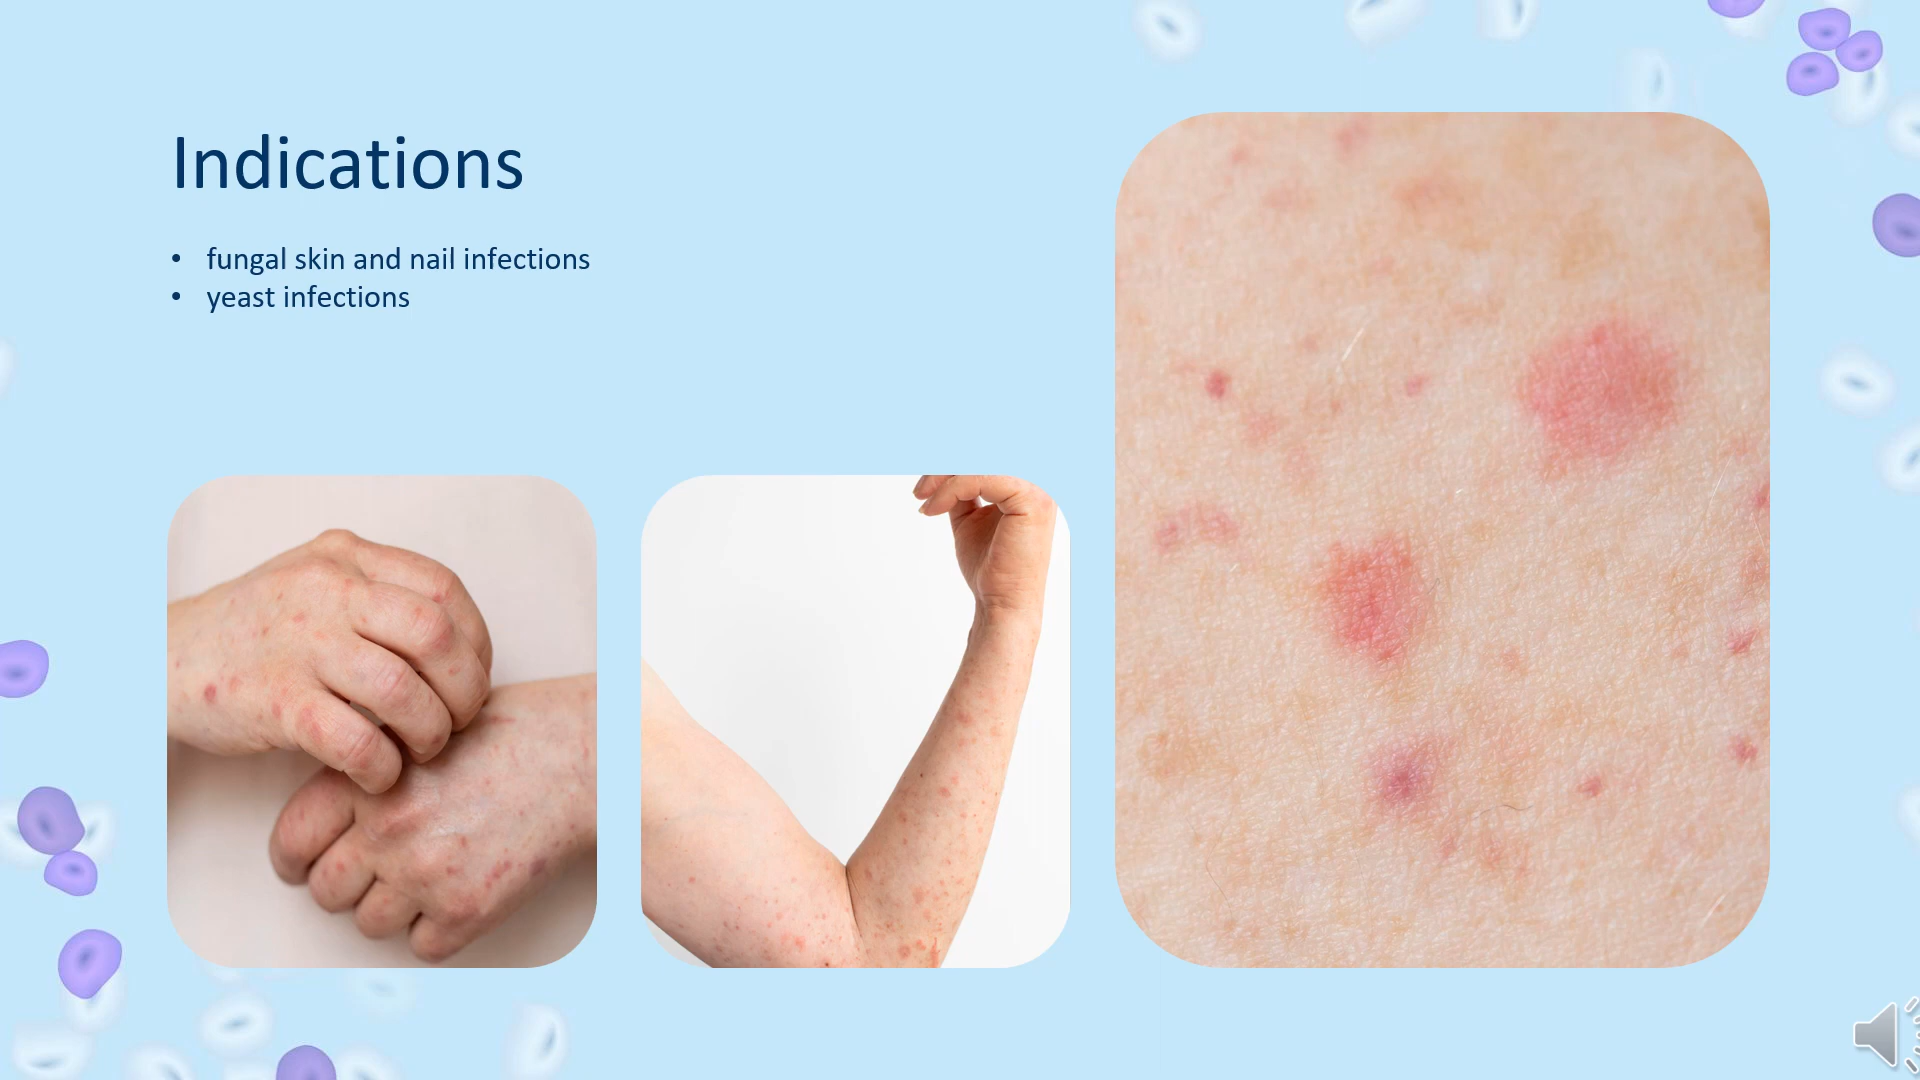 Indications
• fungal skin and nail infections
• yeast infections